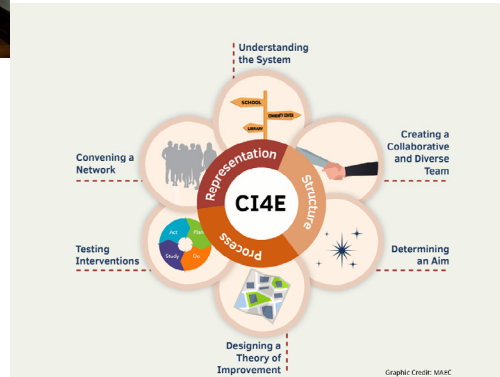 Understanding
the System
SCHOOL
COMMUNITY CENTER
LIBRARY
Creating a
Collaborative
and Diverse
Team
Convening a
Network
Representation
Structure
Process
CI4E
Act
Plan
Study
Do
Testing
Interventions
Determining
an Aim
Designing a
Theory of
Improvement
Graphic Credit: MAEC